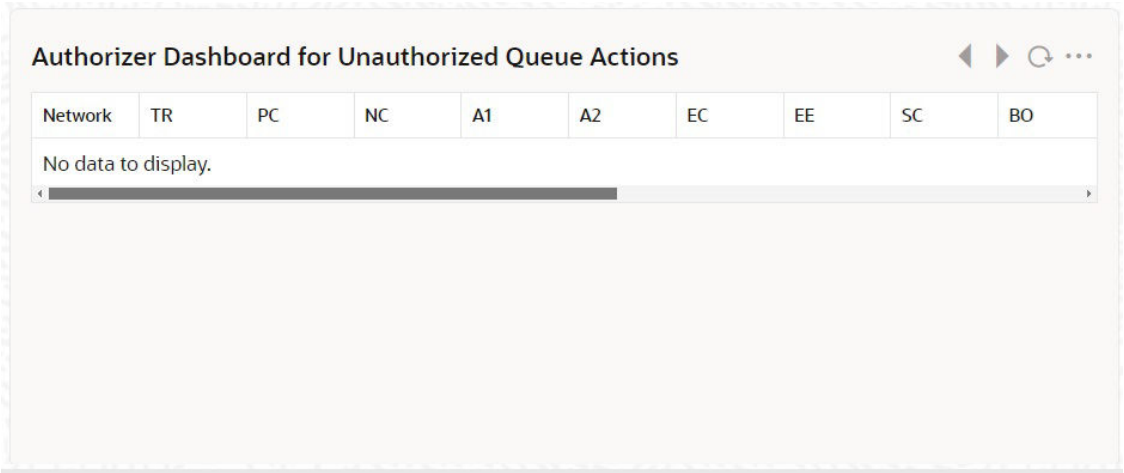 Authorizer Dashboard for Unauthorized Queue Actions
Network TR PC NC A1 A2 EC EE SC BO
No data to display.